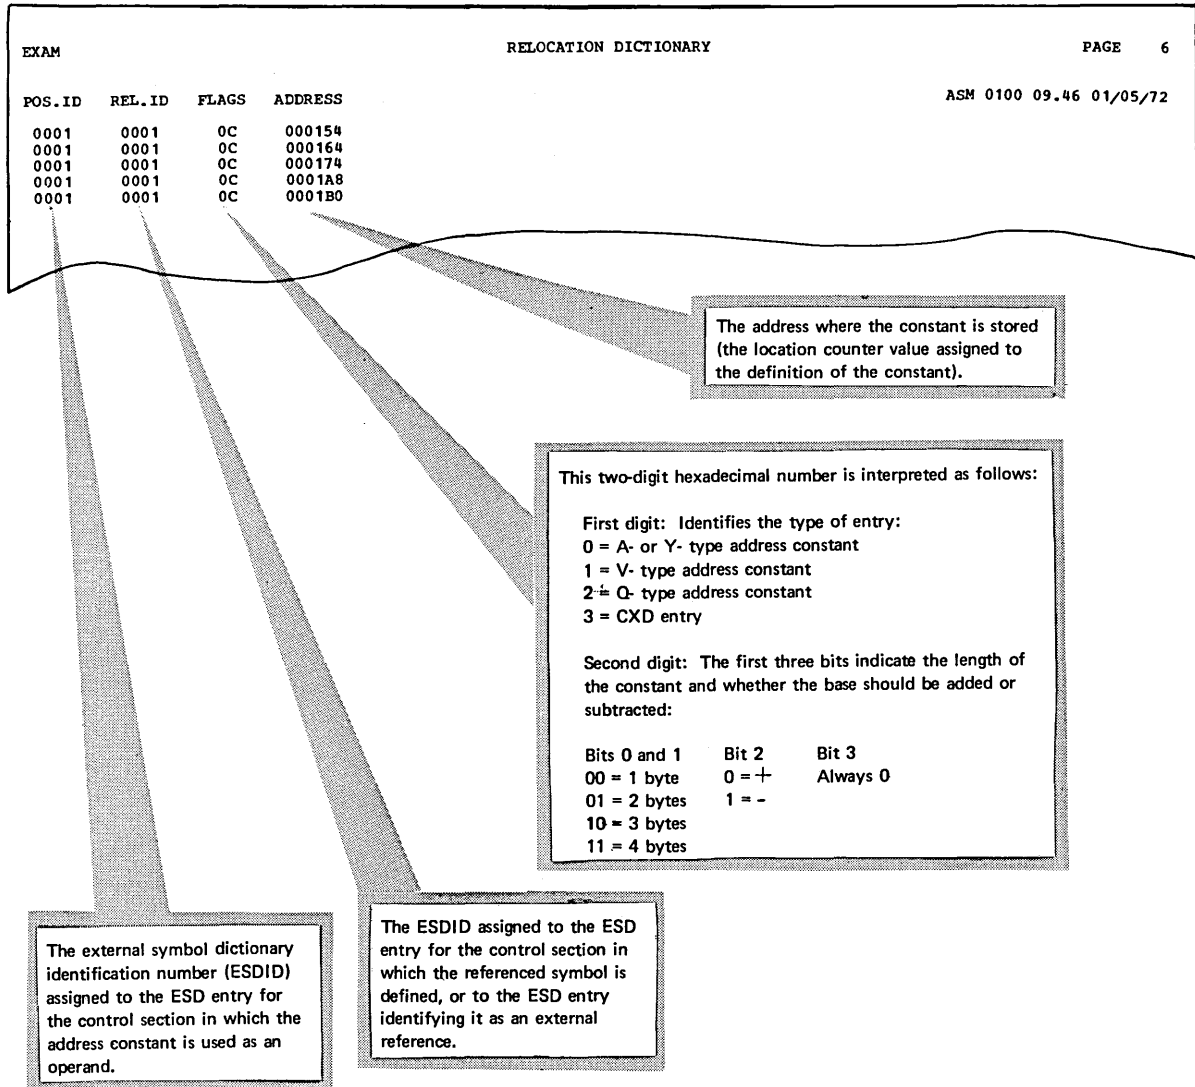 EXAM RELOCATION DICTIONARY PAGE 6
POS.ID REL.ID FLAGS ADDRESS
ASM 0100 09.46 01/05/72
0001 0001 0C 000154
0001 0001 0C 000164
0001 0001 0C 000174
0001 0001 0C 0001A8
0001 0001 0C 0001B0
The address where the constant is stored
(the location counter value assigned to
the definition of the constant).
This two-digit hexadecimal number is interpreted as follows:
First digit: Identifies the type of entry:
0 = A- or Y- type address constant
1 = V- type address constant
2 = Q- type address constant
3 = CXD entry
Second digit: The first three bits indicate the length of
the constant and whether the base should be added or
subtracted:
Bits 0 and 1 Bit 2 Bit 3
00 = 1 byte 0 = + Always 0
01 = 2 bytes 1 = -
10 = 3 bytes
11 = 4 bytes
The external symbol dictionary
identification number (ESDID)
assigned to the ESD entry for
the control section in which the
address constant is used as an
operand.
The ESDID assigned to the ESD
entry for the control section in
which the referenced symbol is
defined, or to the ESD entry
identifying it as an external
reference.